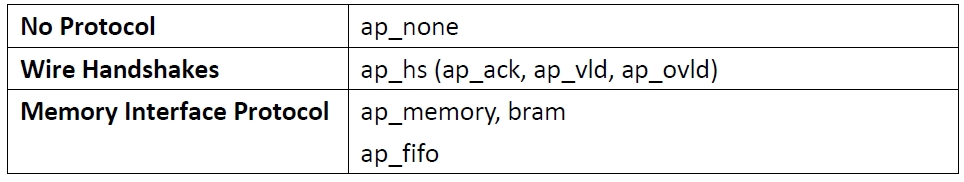 No Protocol ap_none
Wire Handshakes ap_hs (ap_ack, ap_vld, ap_ovld)
Memory Interface Protocol ap_memory, bram
ap_fifo